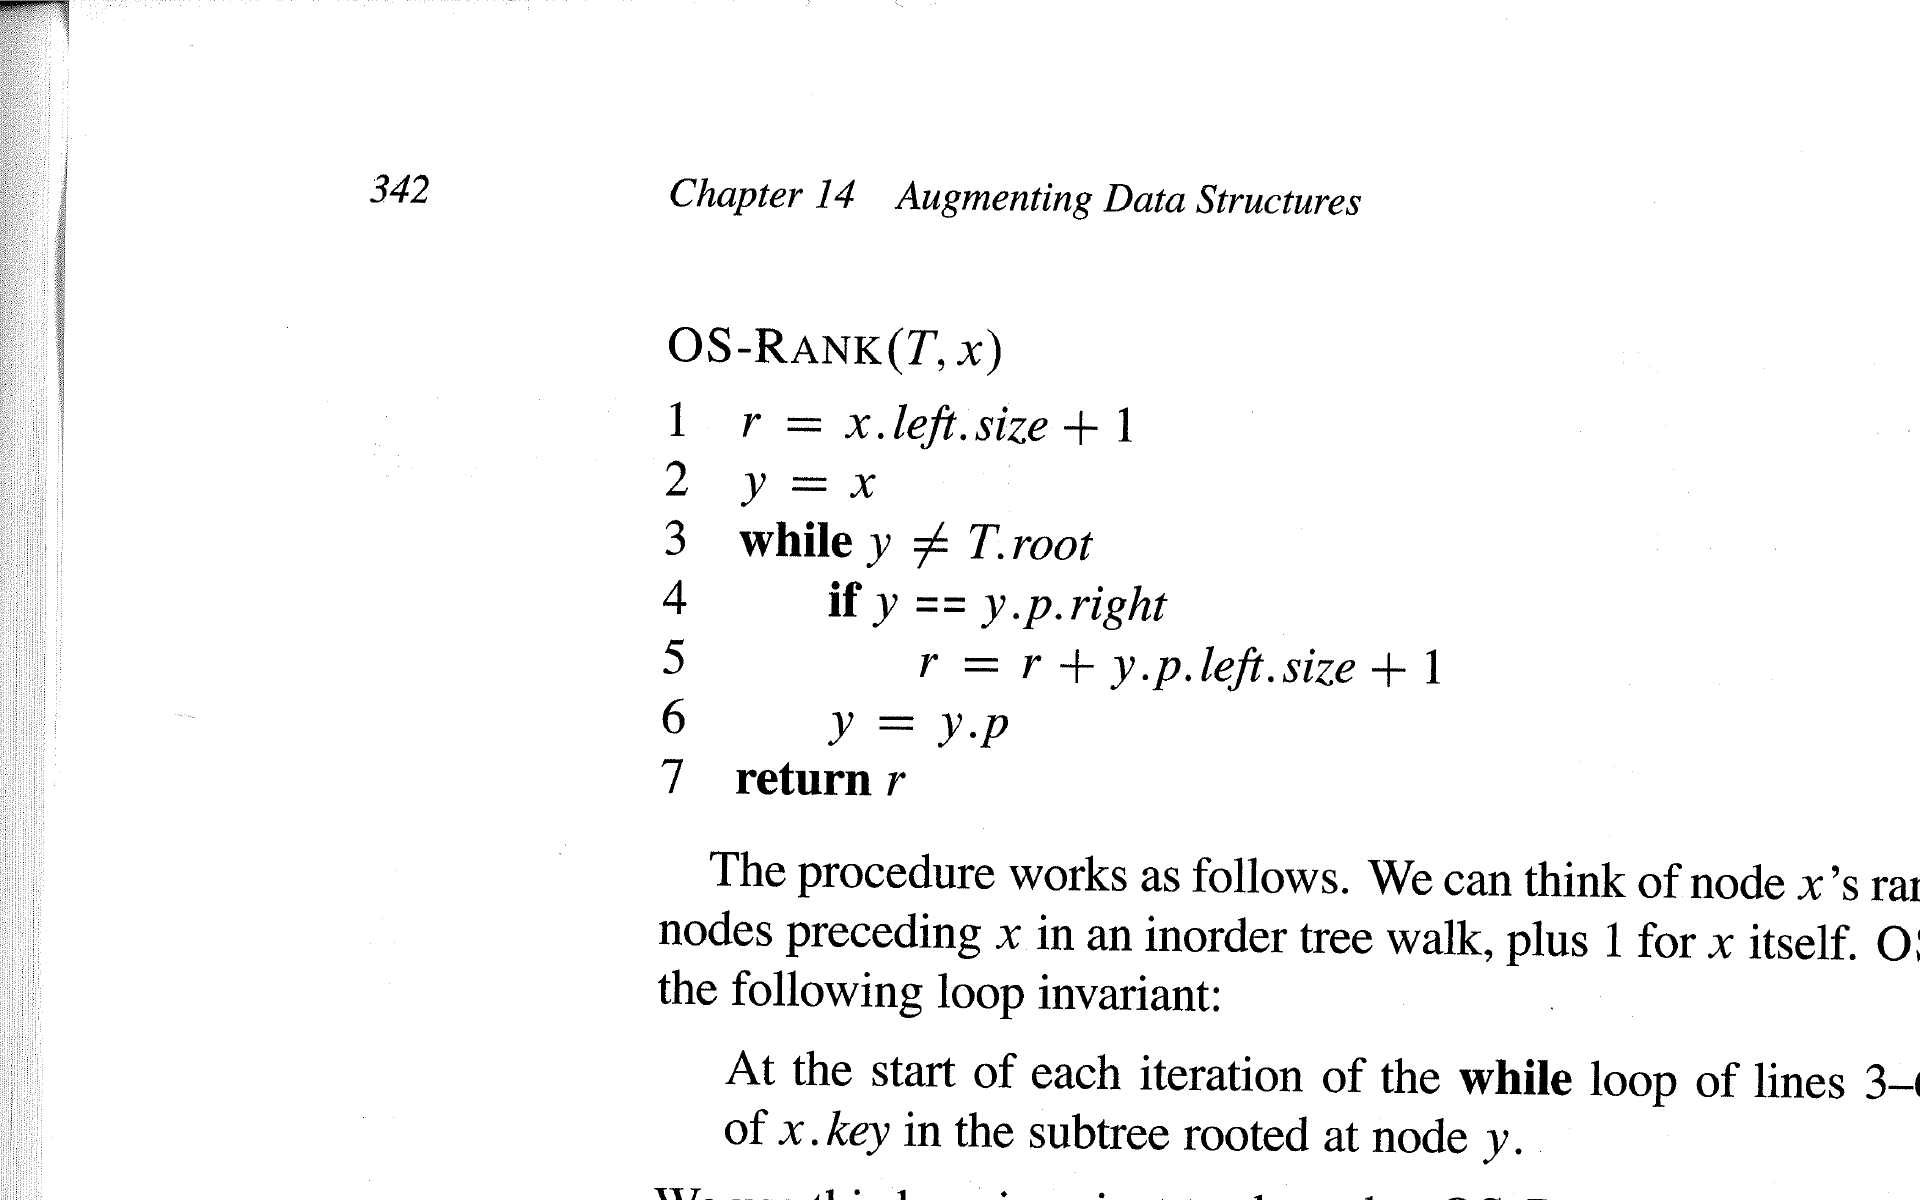 342 Chapter 14 Augmenting Data Structures
OS-RANK(T, x)
1 r = x.left.size + 1
2 y = x
3 while y ≠ T.root
4 if y == y.p.right
5 r = r + y.p.left.size + 1
6 y = y.p
7 return r
The procedure works as follows. We can think of node x's
nodes preceding x in an inorder tree walk, plus 1 for x itself.
the following loop invariant:
At the start of each iteration of the while loop of lines
of x.key in the subtree rooted at node y.